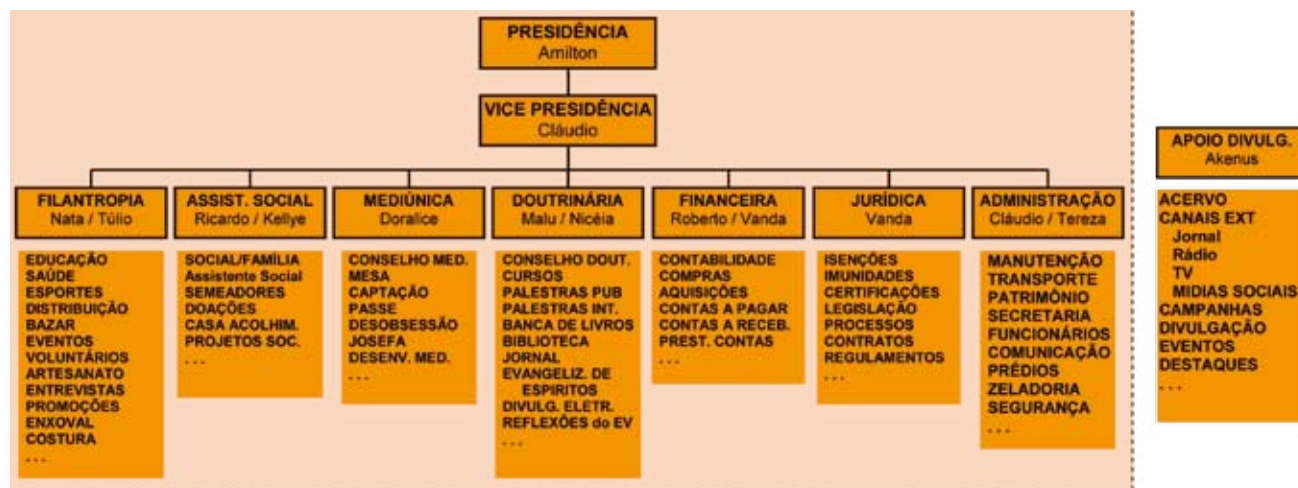 PRESIDÊNCIA
Amilton
VICE PRESIDÊNCIA
Cláudio
FILANTROPIA
Nata / Túlio
EDUCAÇÃO
SAÚDE
ESPORTES
DISTRIBUIÇÃO
BAZAR
EVENTOS
VOLUNTÁRIOS
ARTESANATO
ENTREVISTAS
PROMOÇÕES
ENXOVAL
COSTURA
. . .
ASSIST. SOCIAL
Ricardo / Kellye
SOCIAL/FAMÍLIA
Assistente Social
SEMEADORES
DOAÇÕES
CASA ACOLHIM.
PROJETOS SOC.
. . .
MEDIÚNICA
Doralice
CONSELHO MED.
MESA
CAPTAÇÃO
PASSE
DESOBSESSÃO
JOSEFA
DESENV. MED.
. . .
DOUTRINÁRIA
Malu / Nicéia
CONSELHO DOUT.
CURSOS
PALESTRAS PUB
PALESTRAS INT.
BANCA DE LIVROS
BIBLIOTECA
JORNAL
EVANGELIZ. DE
ESPIRITOS
DIVULG. ELETR.
REFLEXÕES do EV
. . .
FINANCEIRA
Roberto / Vanda
CONTABILIDADE
COMPRAS
AQUISIÇÕES
CONTAS A PAGAR
CONTAS A RECEB.
PREST. CONTAS
. . .
JURÍDICA
Vanda
ISENÇÕES
IMUNIDADES
CERTIFICAÇÕES
LEGISLAÇÃO
PROCESSOS
CONTRATOS
REGULAMENTOS
. . .
ADMINISTRAÇÃO
Cláudio / Tereza
MANUTENÇÃO
TRANSPORTE
PATRIMÔNIO
SECRETARIA
FUNCIONÁRIOS
COMUNICAÇÃO
PRÉDIOS
ZELADORIA
SEGURANÇA
. . .
APOIO DIVULG.
Akenus
ACERVO
CANAIS EXT
Jornal
Rádio
TV
MIDIAS SOCIAIS
CAMPANHAS
DIVULGAÇÃO
EVENTOS
DESTAQUES
. . .